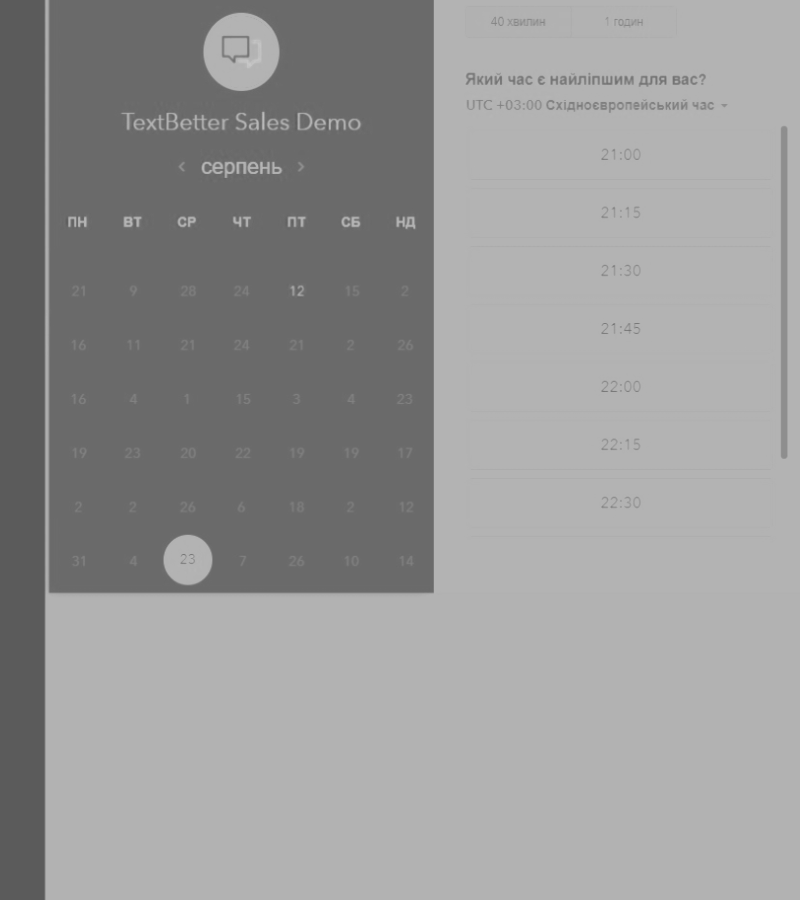 TextBetter Sales Demo
‹ серпень ›
ПН ВТ СР ЧТ ПТ СБ НД
21 9 28 24 12 15 2
16 11 21 24 21 2 26
16 4 1 15 3 4 23
19 23 20 22 19 19 17
2 2 26 6 18 2 12
31 4 23 7 26 10 14
40 хвилин 1 годин
Який час є найліпшим для вас?
UTC +03:00 Східноєвропейський час
21:00
21:15
21:30
21:45
22:00
22:15
22:30